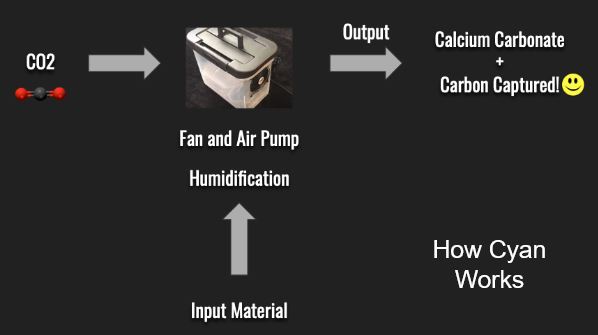 CO2
Output
Calcium Carbonate
+
Carbon Captured!
Fan and Air Pump
Humidification
Input Material
How Cyan
Works